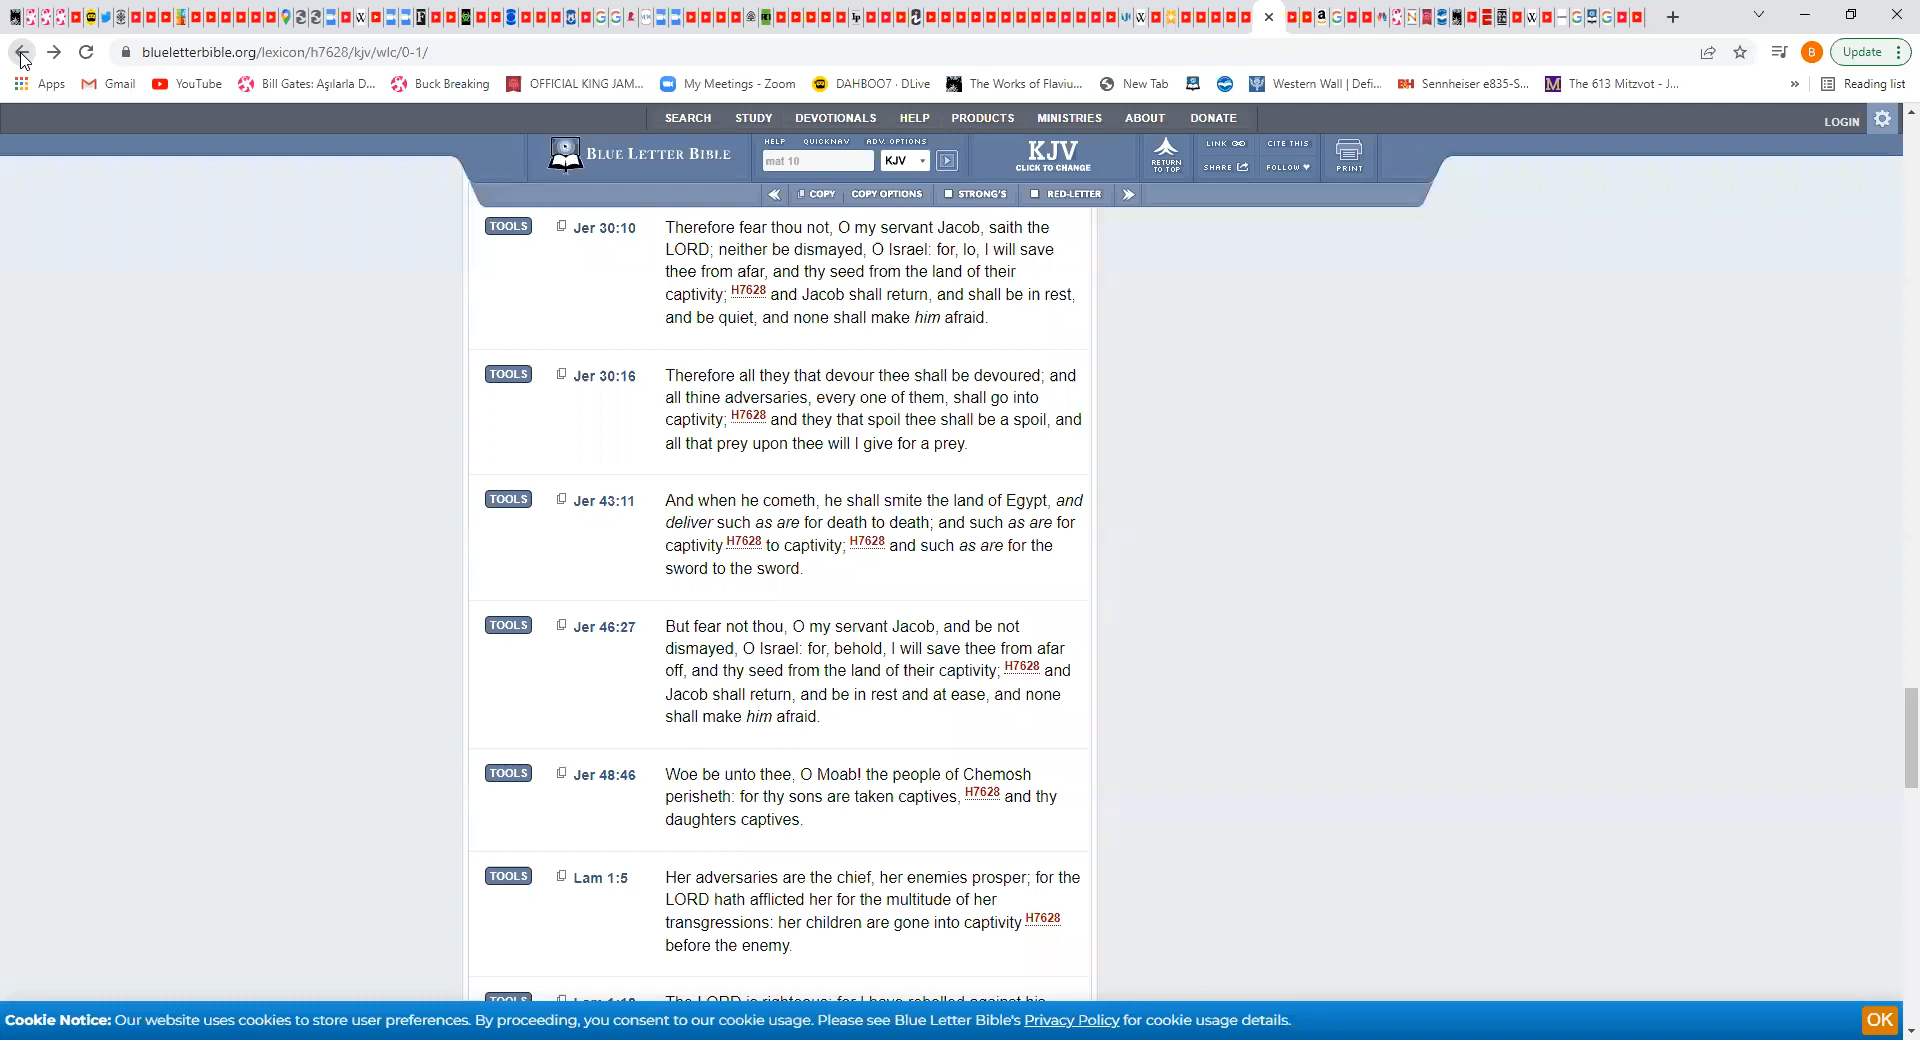 blueletterbible.org/lexicon/h7628/kjv/wlc/0-1/
B
Update
Apps
Gmail
YouTube
Bill Gates: Aşılarla D...
Buck Breaking
OFFICIAL KING JAM...
My Meetings - Zoom
DAHBOO7 · DLive
The Works of Flaviu...
New Tab
Western Wall | Defi...
Sennheiser e835-S...
The 613 Mitzvot - J...
»
Reading list
SEARCH STUDY DEVOTIONALS HELP PRODUCTS MINISTRIES ABOUT DONATE
LOGIN
BLUE LETTER BIBLE
HELP QUICKNAV ADV. OPTIONS
mat 10
KJV
KJV
CLICK TO CHANGE
RETURN
TO TOP
LINK
SHARE
CITE THIS
FOLLOW
PRINT
COPY COPY OPTIONS STRONG'S RED-LETTER
TOOLS Jer 30:10 Therefore fear thou not, O my servant Jacob, saith the
LORD; neither be dismayed, O Israel: for, lo, I will save
thee from afar, and thy seed from the land of their
captivity; H7628 and Jacob shall return, and shall be in rest,
and be quiet, and none shall make him afraid.
TOOLS Jer 30:16 Therefore all they that devour thee shall be devoured; and
all thine adversaries, every one of them, shall go into
captivity; H7628 and they that spoil thee shall be a spoil, and
all that prey upon thee will I give for a prey.
TOOLS Jer 43:11 And when he cometh, he shall smite the land of Egypt, and
deliver such as are for death to death; and such as are for
captivity H7628 to captivity; H7628 and such as are for the
sword to the sword.
TOOLS Jer 46:27 But fear not thou, O my servant Jacob, and be not
dismayed, O Israel: for, behold, I will save thee from afar
off, and thy seed from the land of their captivity; H7628 and
Jacob shall return, and be in rest and at ease, and none
shall make him afraid.
TOOLS Jer 48:46 Woe be unto thee, O Moab! the people of Chemosh
perisheth: for thy sons are taken captives, H7628 and thy
daughters captives.
TOOLS Lam 1:5 Her adversaries are the chief, her enemies prosper; for the
LORD hath afflicted her for the multitude of her
transgressions: her children are gone into captivity H7628
before the enemy.
TOOLS Lam 1:18 The LORD is righteous; for I have rebelled against his
Cookie Notice: Our website uses cookies to store user preferences. By proceeding, you consent to our cookie usage. Please see Blue Letter Bible's Privacy Policy for cookie usage details.
OK